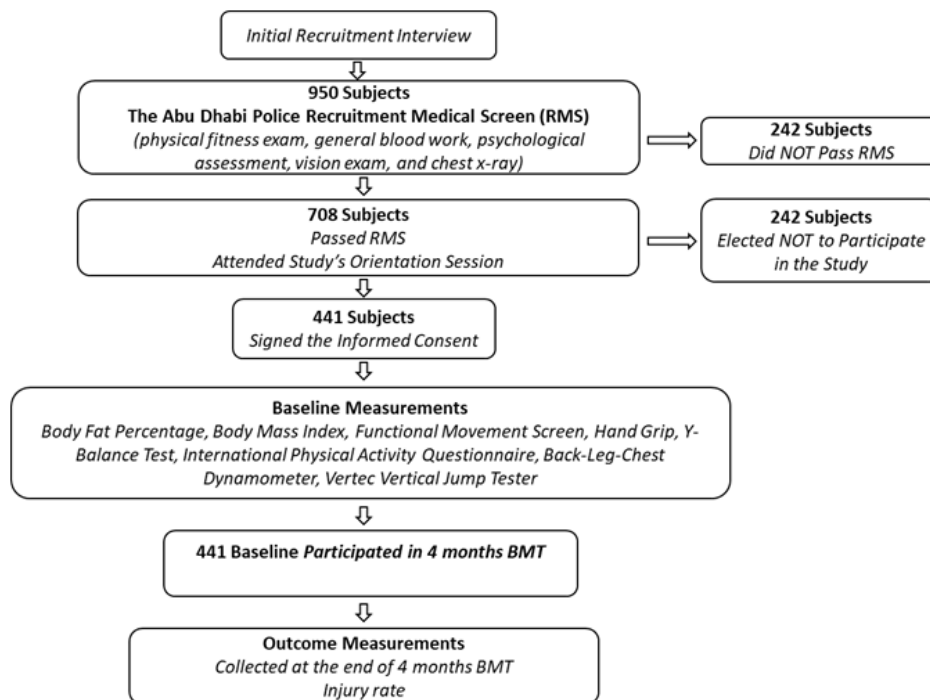 Initial Recruitment Interview
950 Subjects
The Abu Dhabi Police Recruitment Medical Screen (RMS)
(physical fitness exam, general blood work, psychological
assessment, vision exam, and chest x-ray)
242 Subjects
Did NOT Pass RMS
708 Subjects
Passed RMS
Attended Study's Orientation Session
242 Subjects
Elected NOT to Participate
in the Study
441 Subjects
Signed the Informed Consent
Baseline Measurements
Body Fat Percentage, Body Mass Index, Functional Movement Screen, Hand Grip, Y-
Balance Test, International Physical Activity Questionnaire, Back-Leg-Chest
Dynamometer, Vertec Vertical Jump Tester
441 Baseline Participated in 4 months BMT
Outcome Measurements
Collected at the end of 4 months BMT
Injury rate